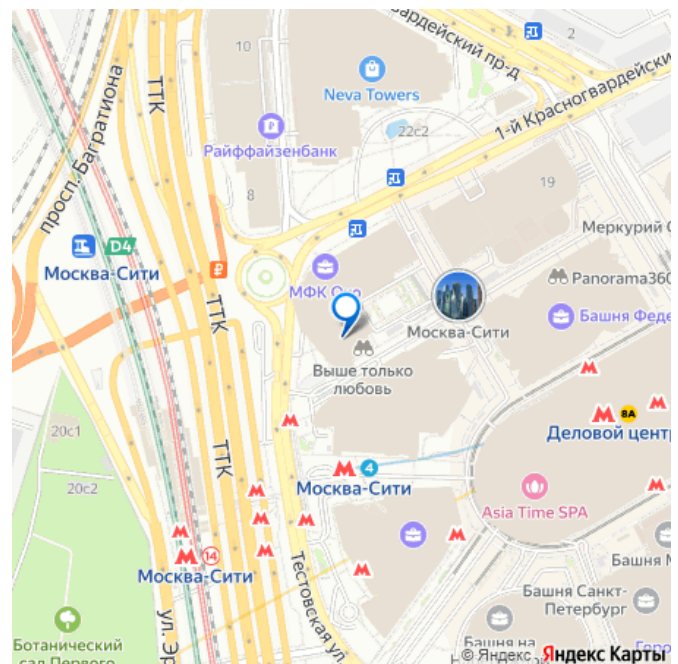 гвардейский пр-д
2
10
Neva Towers
ТТК
просп. Багратиона
Райффайзенбанк
22с2
1-й Красногвардейски
8
19
Меркурий
D4
Москва-Сити
₽
МФК Око
Panorama360
Москва-Сити
Башня Феде
ТТК
Выше только
любовь
8А
Деловой центр
20с1
ТТК
4
Москва-Сити
20с2
Asia Time SPA
14
Москва-Сити
Башня М
Тестовская ул.
Башня Санкт-
Петербург
ул. Эр
Ботанический
сад Первого
Башня на
Горо
© Яндекс Яндекс Карты